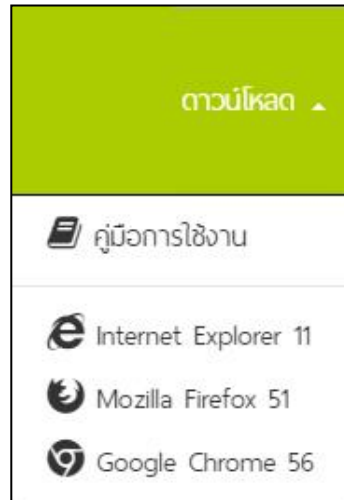 ดาวน์โหลด
คู่มือการใช้งาน
Internet Explorer 11
Mozilla Firefox 51
Google Chrome 56